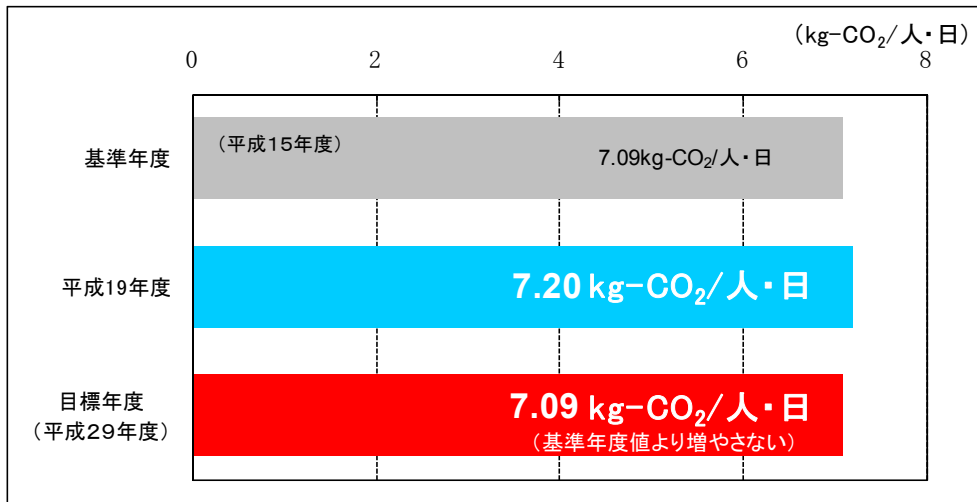 (kg-CO₂/人・日)
0 2 4 6 8
基準年度
(平成15年度)
7.09kg-CO₂/人・日
平成19年度
7.20 kg-CO₂/人・日
目標年度
(平成29年度)
7.09 kg-CO₂/人・日
(基準年度値より増やさない)